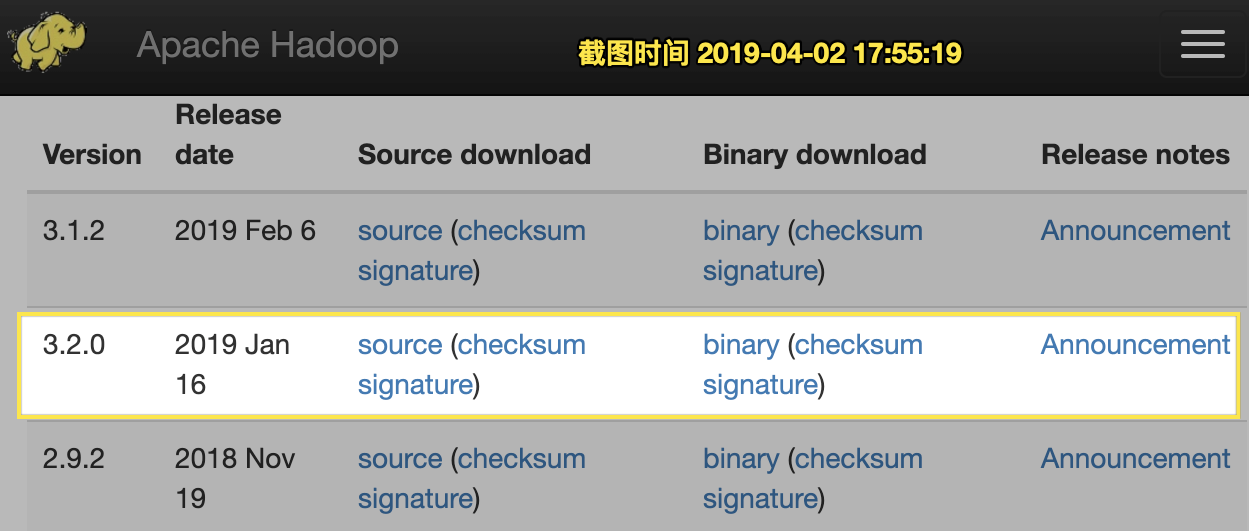 Apache Hadoop
截图时间 2019-04-02 17:55:19
Version Release date Source download Binary download Release notes
3.1.2 2019 Feb 6 source (checksum binary (checksum Announcement
signature) signature)
3.2.0 2019 Jan source (checksum binary (checksum Announcement
16 signature) signature)
2.9.2 2018 Nov source (checksum binary (checksum Announcement
19 signature) signature)